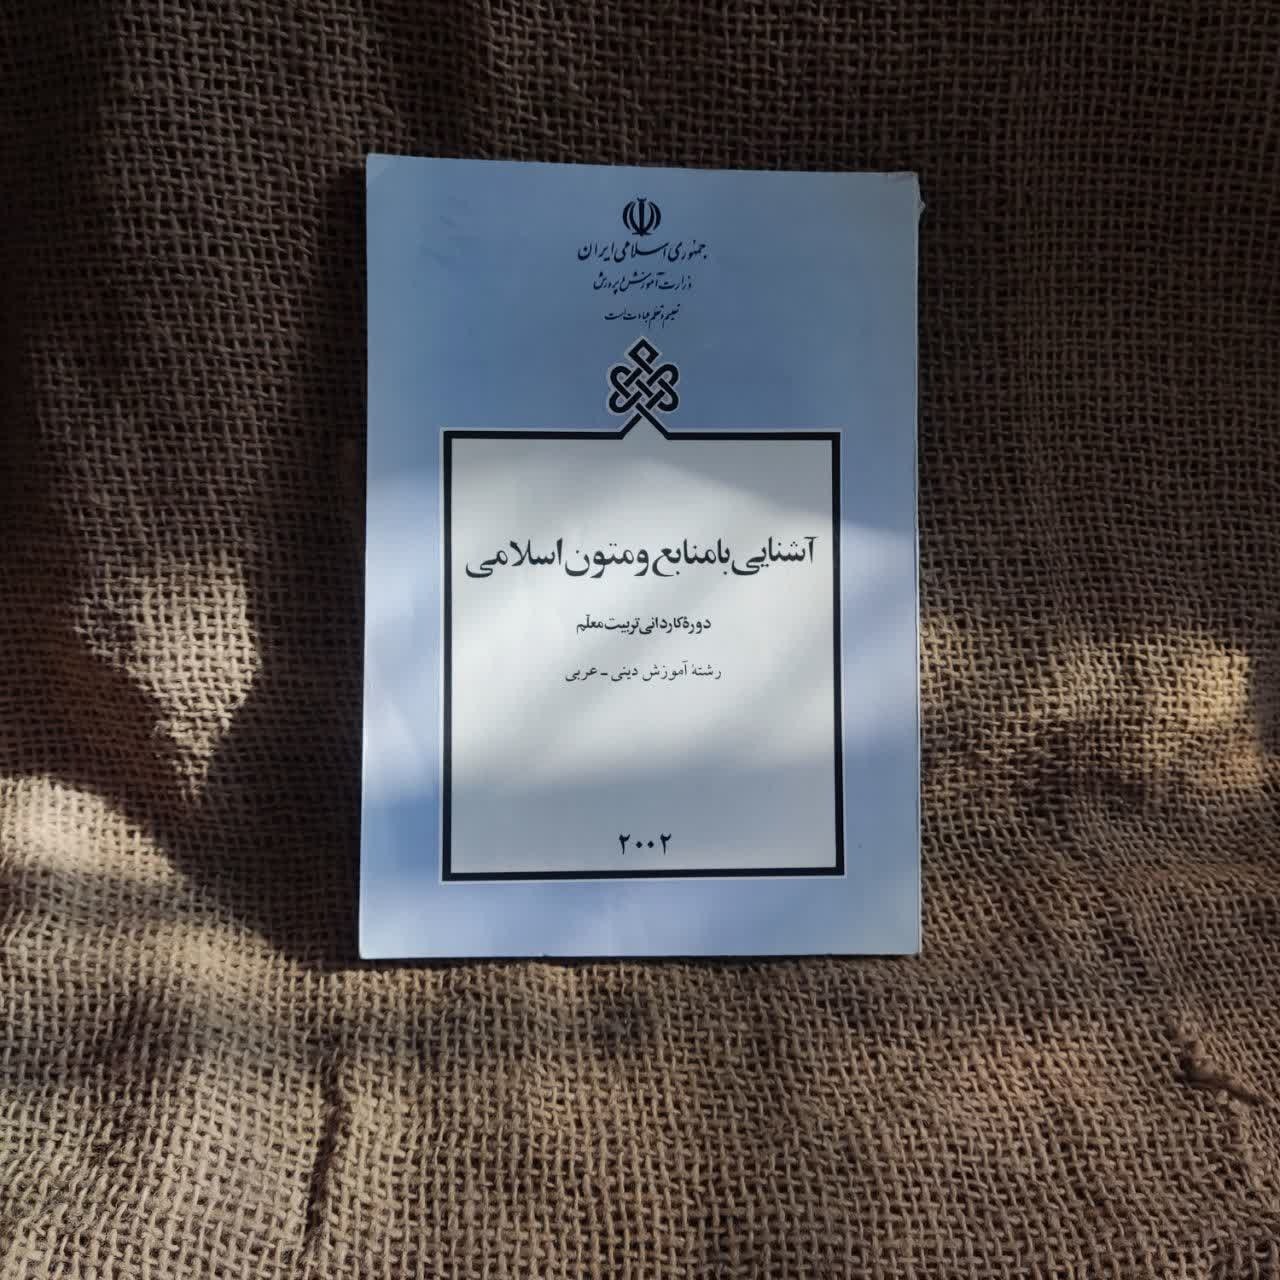 جمهوری اسلامی ایران
وزارت آموزش و پرورش
تعلیم و تعلم عبادت است
آشنایی با منابع و متون اسلامی
دورهٔ کاردانی تربیت معلّم
رشتهٔ آموزش دینی - عربی
۲۰۰۲